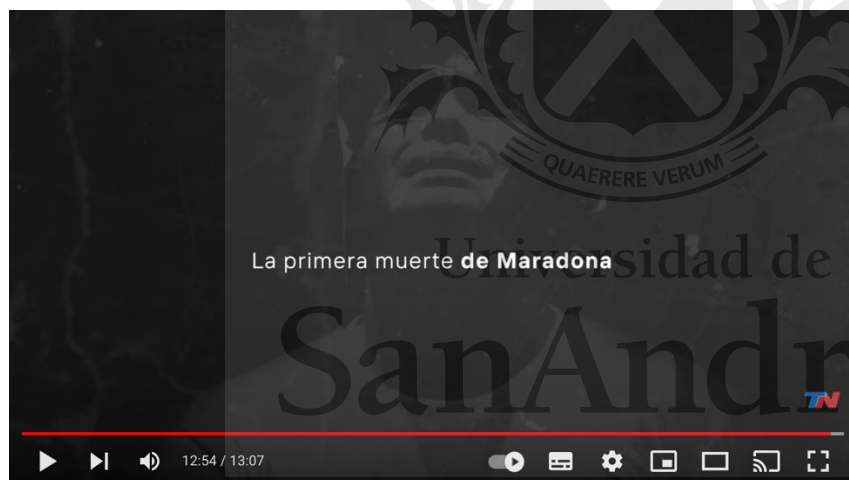 QUAERERE VERUM
La primera muerte de Maradona
Universidad de
SanAndr
TN
12:54 / 13:07